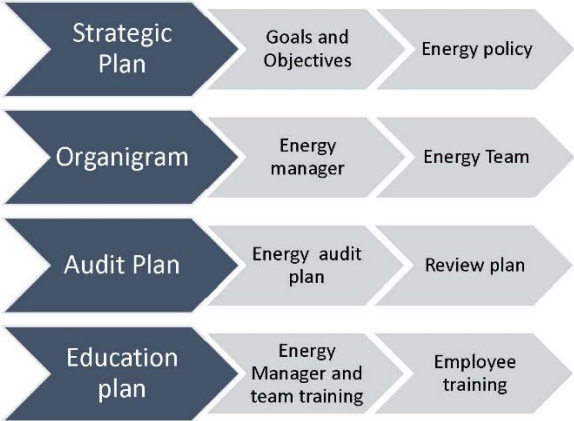 Strategic
Plan
Goals and
Objectives
Energy policy
Organigram
Energy
manager
Energy Team
Audit Plan
Energy audit
plan
Review plan
Education
plan
Energy
Manager and
team training
Employee
training